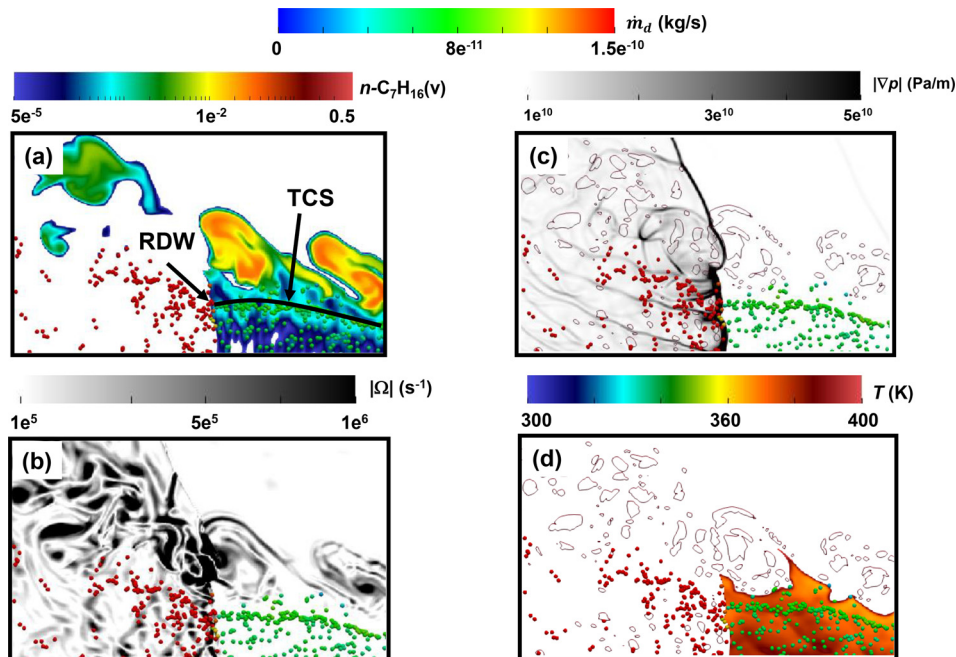 ṁ_d (kg/s)
0 8e⁻¹¹ 1.5e⁻¹⁰
n-C₇H₁₆(v)
5e⁻⁵ 1e⁻² 0.5
|∇p| (Pa/m)
1e¹⁰ 3e¹⁰ 5e¹⁰
(a)
TCS
RDW
(c)
|Ω| (s⁻¹)
1e⁵ 5e⁵ 1e⁶
T (K)
300 360 400
(b)
(d)